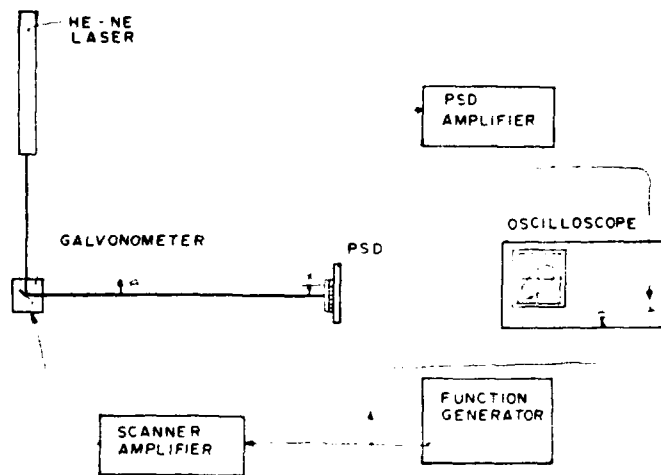 HE-NE
LASER
PSD
AMPLIFIER
OSCILLOSCOPE
GALVONOMETER
PSD
FUNCTION
GENERATOR
SCANNER
AMPLIFIER